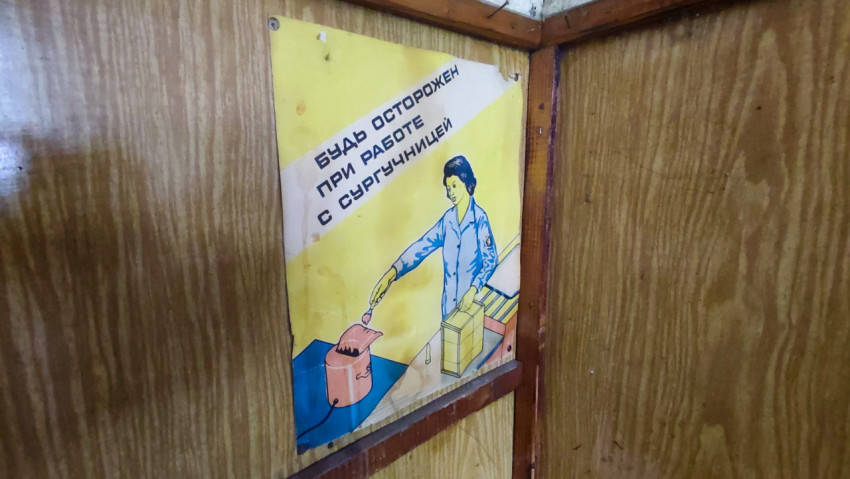 БУДЬ ОСТОРОЖЕН
ПРИ РАБОТЕ
С СУРГУЧНИЦЕЙ